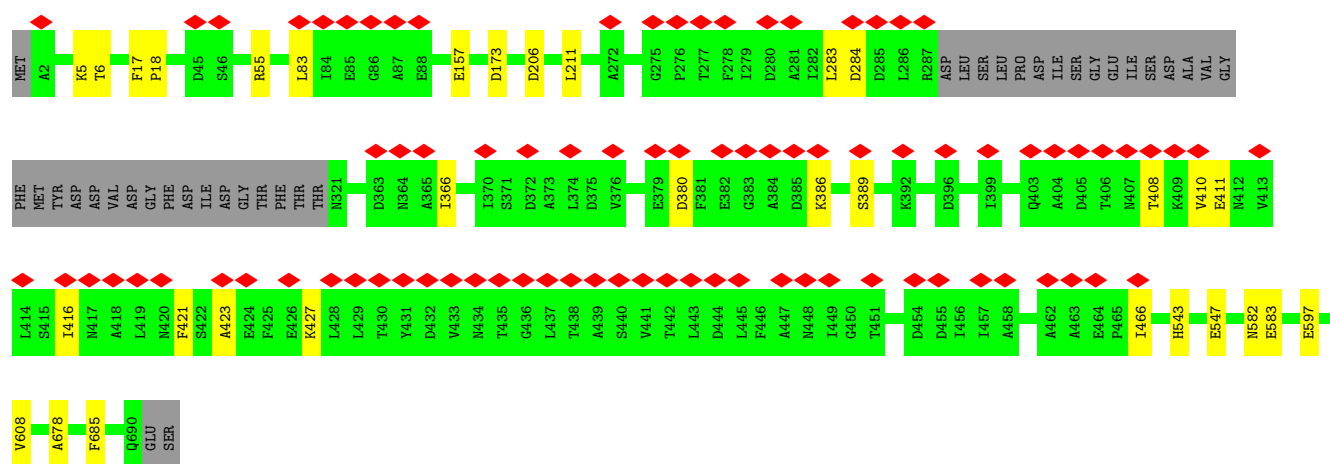 MET A2 K5 T6 F17 P18 D45 S46 R55 L83 I84 E85 G86 A87 E88 E157 D173 D206 L211 A272 G275 P276 T277 F278 I279 D280 A281 I282 L283 D284 D285 L286 R287 ASP LEU SER LEU PRO ASP ILE SER GLY GLU ILE SER ASP ALA VAL GLY
PHE MET TYR ASP ASP VAL ASP GLY PHE ASP ILE ASP GLY THR PHE THR THR N321 D363 N364 A365 I366 I370 S371 D372 A373 L374 D375 V376 E379 D380 F381 E382 G383 A384 D385 K386 S389 K392 D396 I399 Q403 A404 D405 T406 N407 T408 K409 V410 E411 N412 V413
L414 S415 I416 N417 A418 L419 N420 F421 S422 A423 E424 F425 E426 K427 L428 L429 T430 Y431 D432 V433 N434 T435 G436 L437 T438 A439 S440 V441 T442 L443 D444 L445 F446 A447 N448 I449 G450 T451 D454 D455 I456 I457 A458 A462 A463 E464 P465 I466 H543 E547 N582 E583 E597
V608 A678 F685 Q690 GLU SER